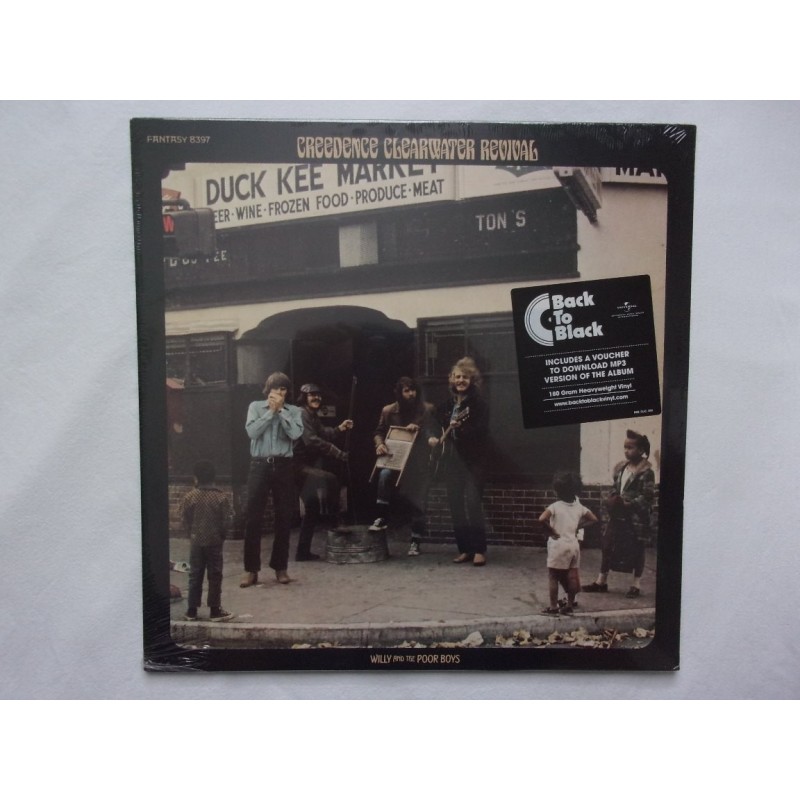 FANTASY 8397
CREEDENCE CLEARWATER REVIVAL
DUCK KEE MARKET
EER·WINE·FROZEN FOOD·PRODUCE·MEAT
TON'S
Back
To
Black
UNIVERSAL
INCLUDES A VOUCHER
TO DOWNLOAD MP3
VERSION OF THE ALBUM
180 Gram Heavyweight Vinyl
www.backtoblackvinyl.com
WILLY AND THE POOR BOYS